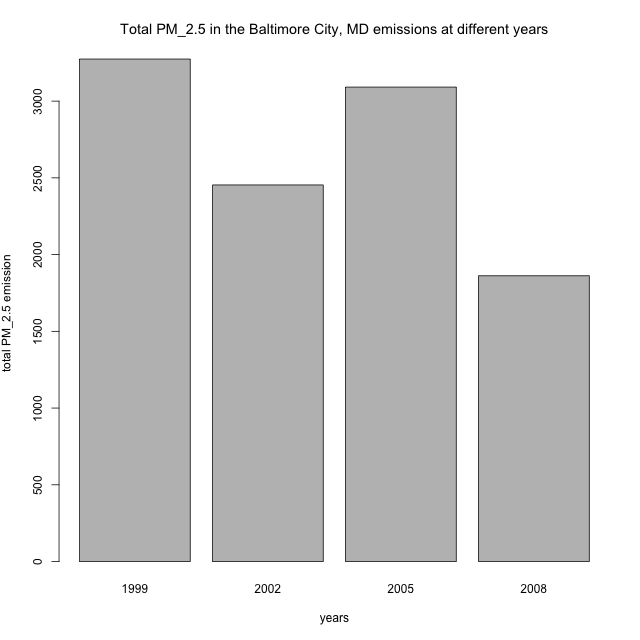 Total PM_2.5 in the Baltimore City, MD emissions at different years
total PM_2.5 emission
3000
2500
2000
1500
1000
500
0
1999 2002 2005 2008
years